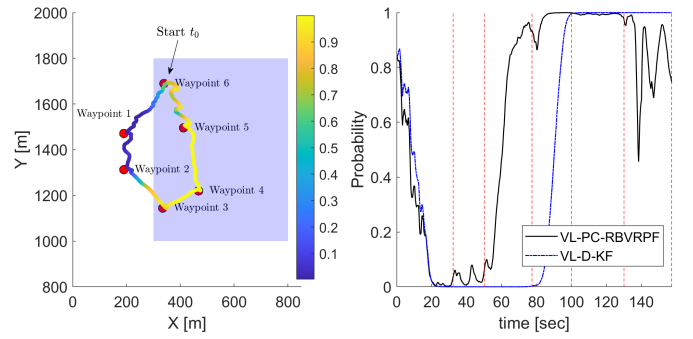 2000
1800
1600
1400
1200
1000
800
Y [m]
0
200
400
600
800
X [m]
Start t0
Waypoint 6
Waypoint 1
Waypoint 5
Waypoint 2
Waypoint 4
Waypoint 3
0.9
0.8
0.7
0.6
0.5
0.4
0.3
0.2
0.1
1
0.8
0.6
0.4
0.2
0
Probability
VL-PC-RBVRPF
VL-D-KF
0
20
40
60
80
100
120
140
time [sec]